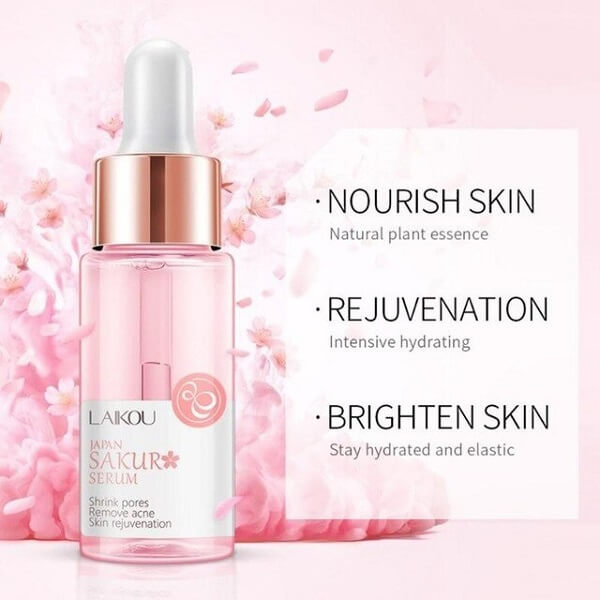 · NOURISH SKIN
Natural plant essence
· REJUVENATION
Intensive hydrating
· BRIGHTEN SKIN
Stay hydrated and elastic
LAIKOU
JAPAN
SAKUR
SERUM
Shrink pores
Remove acne
Skin rejuvenation